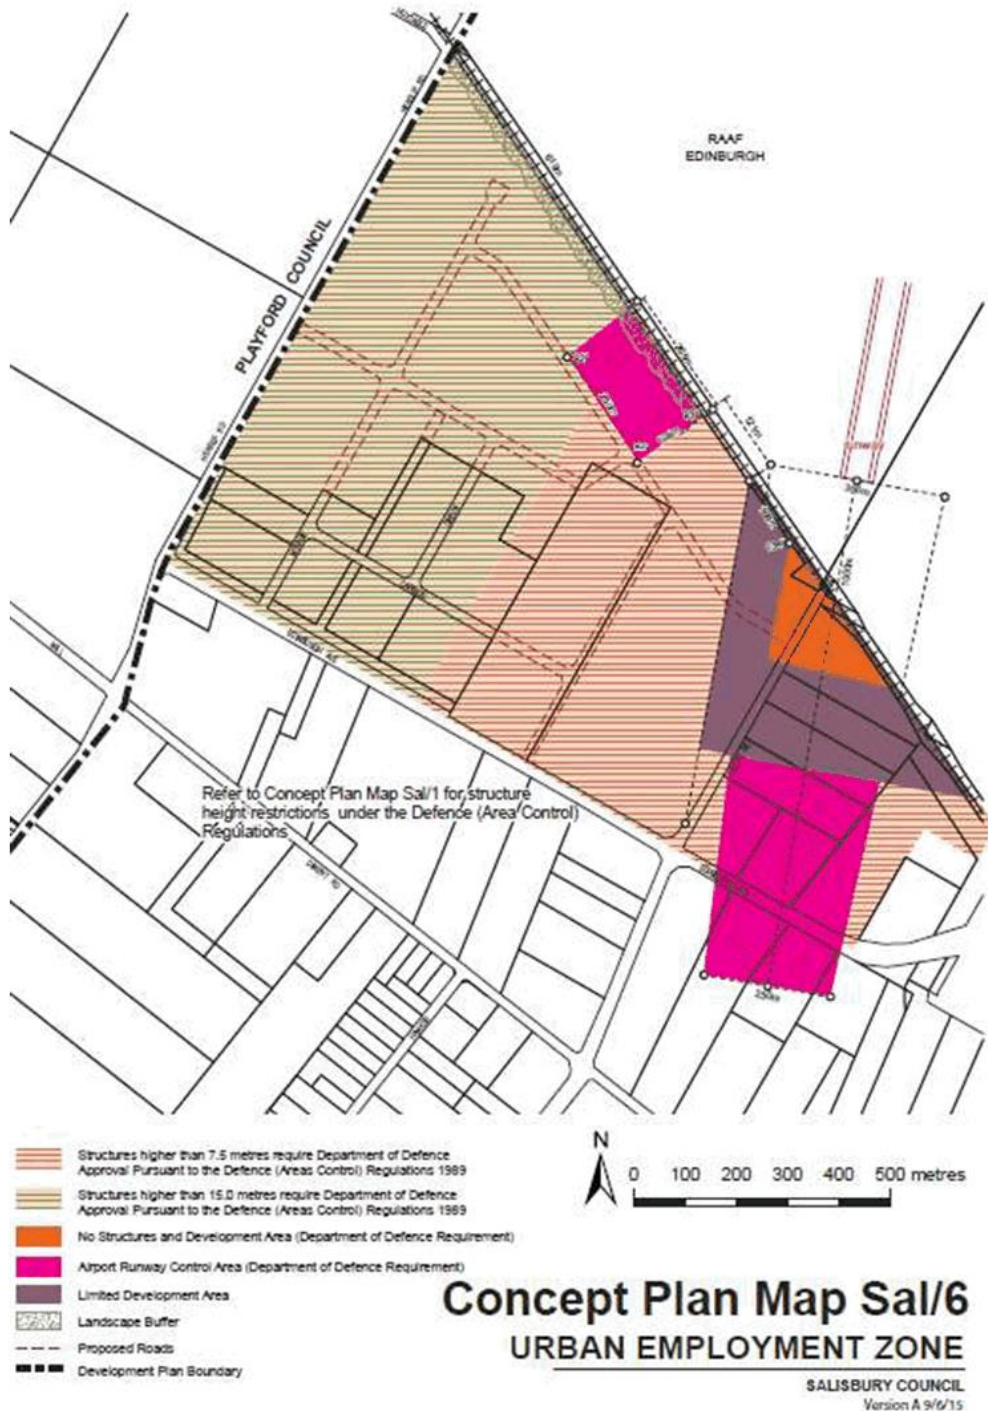 RAAF
EDINBURGH
PLAYFORD COUNCIL
Refer to Concept Plan Map Sal/1 for structure
height restrictions under the Defence (Area Control)
Regulations
Structures higher than 7.5 metres require Department of Defence
Approval Pursuant to the Defence (Areas Control) Regulations 1989
Structures higher than 15.0 metres require Department of Defence
Approval Pursuant to the Defence (Areas Control) Regulations 1989
No Structures and Development Area (Department of Defence Requirement)
Airport Runway Control Area (Department of Defence Requirement)
Limited Development Area
Landscape Buffer
Proposed Roads
Development Plan Boundary
N
0 100 200 300 400 500 metres
Concept Plan Map Sal/6
URBAN EMPLOYMENT ZONE
SALISBURY COUNCIL
Version A 9/6/15